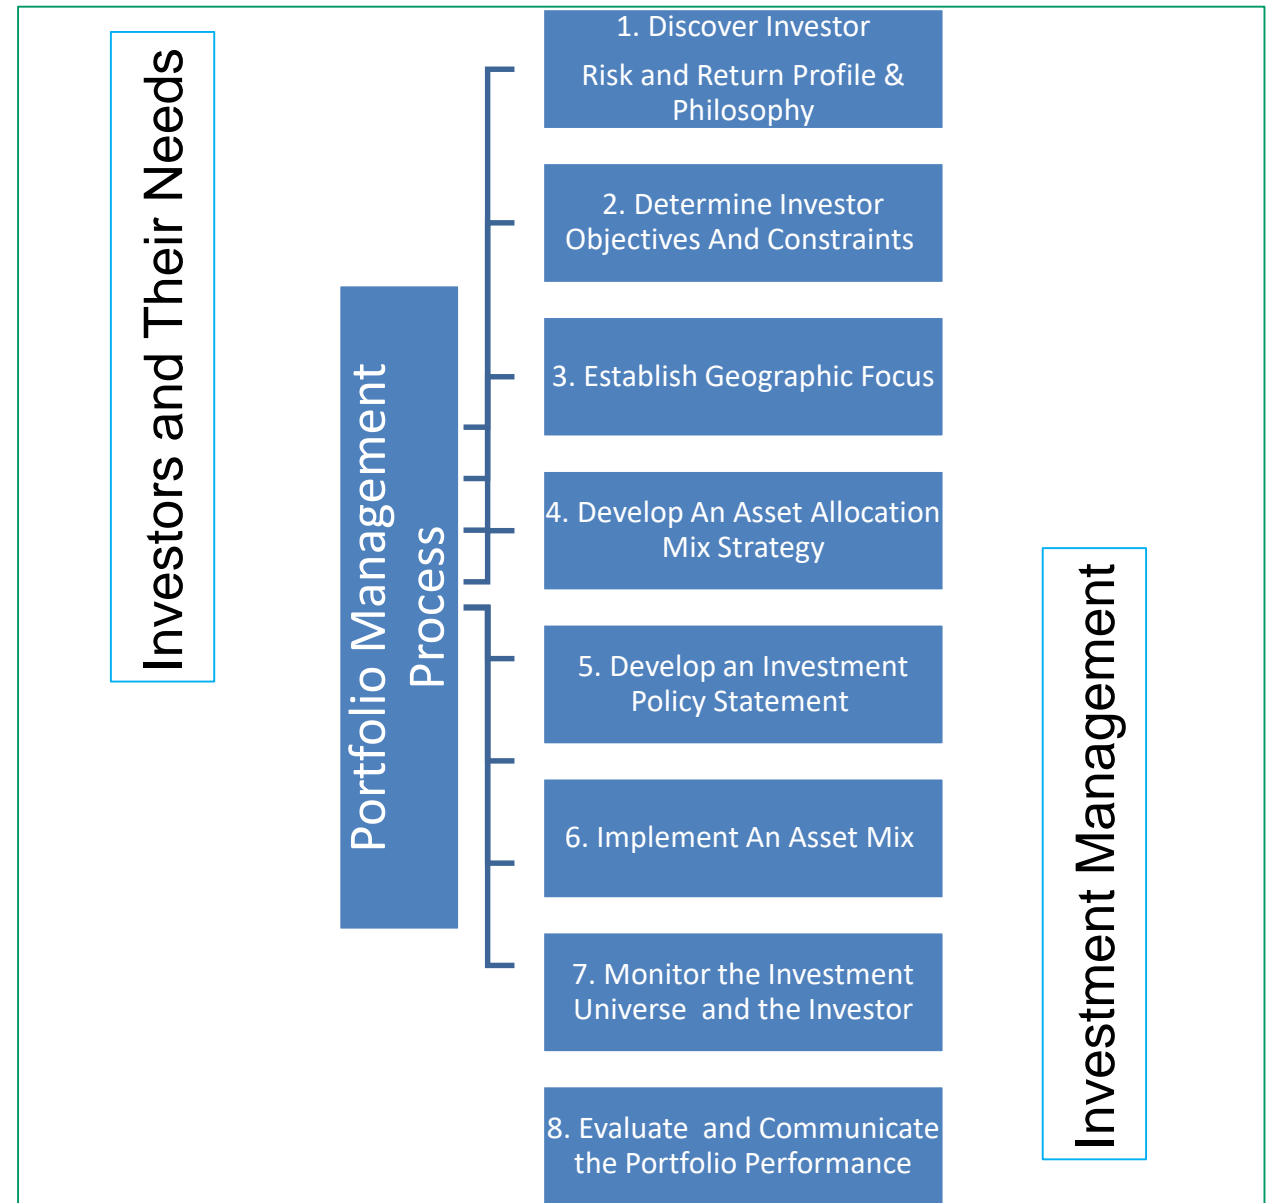 Investors and Their Needs
Portfolio Management
Process
1. Discover Investor
Risk and Return Profile &
Philosophy
2. Determine Investor
Objectives And Constraints
3. Establish Geographic Focus
4. Develop An Asset Allocation
Mix Strategy
5. Develop an Investment
Policy Statement
6. Implement An Asset Mix
7. Monitor the Investment
Universe  and the Investor
8. Evaluate  and Communicate
the Portfolio Performance
Investment Management